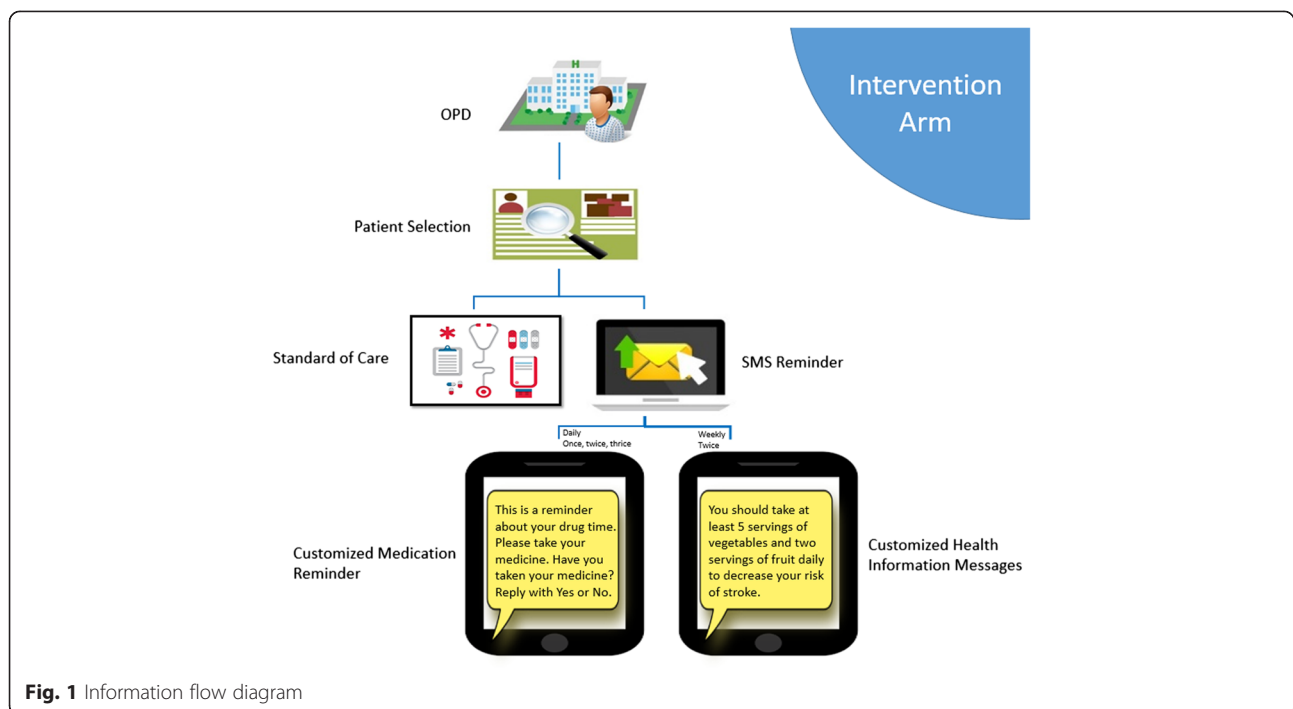 Intervention
Arm
H
OPD
Patient Selection
Standard of Care
SMS Reminder
Daily
Once, twice, thrice
Weekly
Twice
This is a reminder
about your drug time.
Please take your
medicine. Have you
taken your medicine?
Reply with Yes or No.
You should take at
least 5 servings of
vegetables and two
servings of fruit daily
to decrease your risk
of stroke.
Customized Medication
Reminder
Customized Health
Information Messages
Fig. 1 Information flow diagram